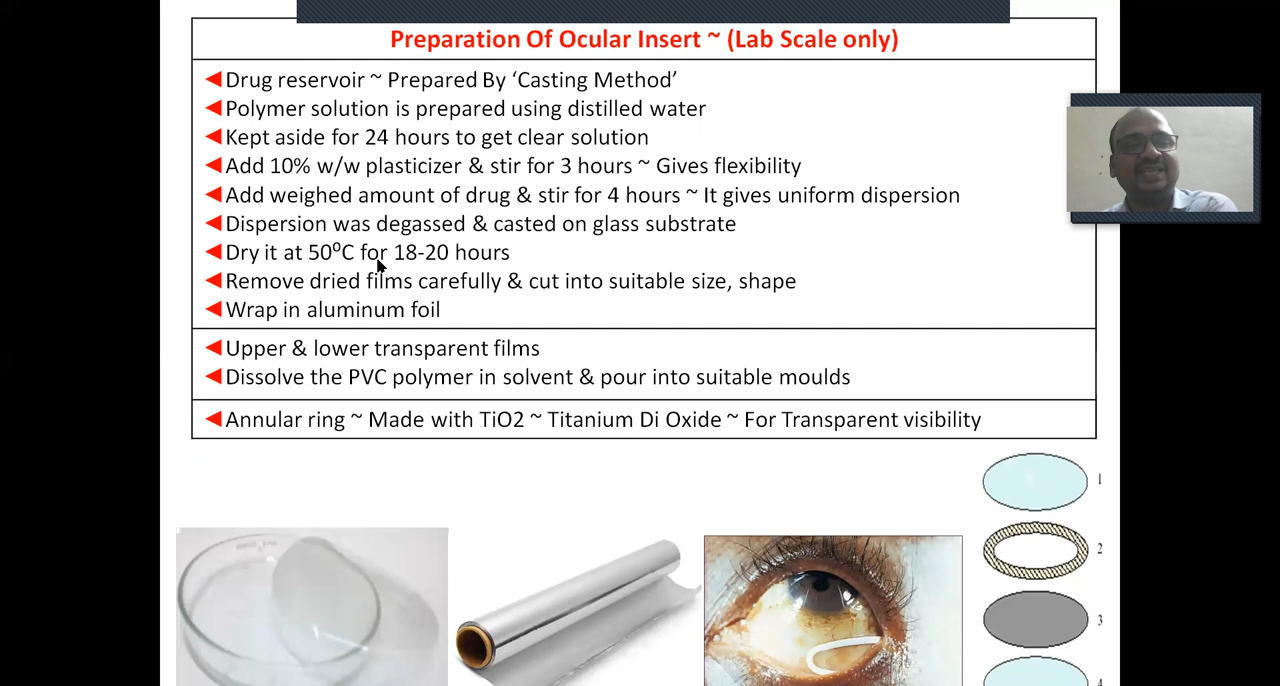 Preparation Of Ocular Insert ~ (Lab Scale only)
Drug reservoir ~ Prepared By ‘Casting Method’
Polymer solution is prepared using distilled water
Kept aside for 24 hours to get clear solution
Add 10% w/w plasticizer & stir for 3 hours ~ Gives flexibility
Add weighed amount of drug & stir for 4 hours ~ It gives uniform dispersion
Dispersion was degassed & casted on glass substrate
Dry it at 50⁰C for 18-20 hours
Remove dried films carefully & cut into suitable size, shape
Wrap in aluminum foil
Upper & lower transparent films
Dissolve the PVC polymer in solvent & pour into suitable moulds
Annular ring ~ Made with TiO2 ~ Titanium Di Oxide ~ For Transparent visibility
1
2
3
4